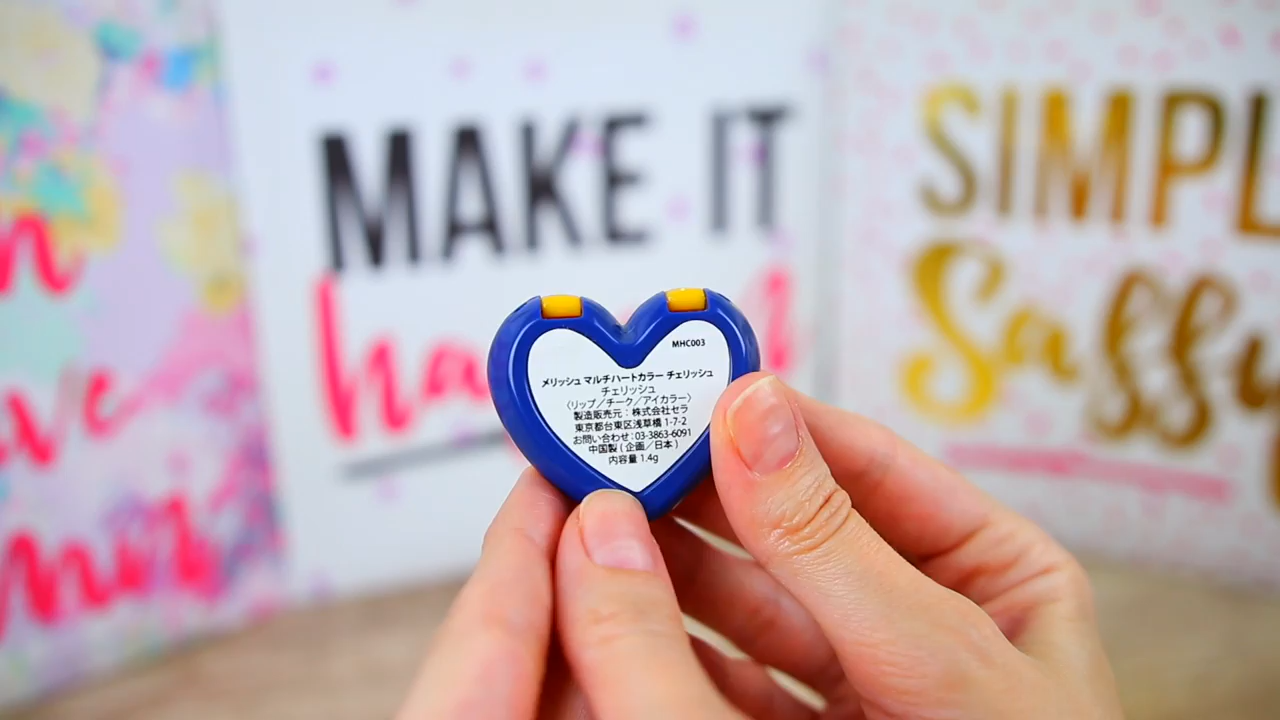 MAKE IT
SIMPL
Sassy
MHC003
メリッシュ マルチハートカラー チェリッシュ
チェリッシュ
〈リップ／チーク／アイカラー〉
製造販売元：株式会社セラ
東京都台東区浅草橋 1-7-2
お問い合わせ：03-3863-6091
中国製 ( 企画／日本 )
内容量 1.4g